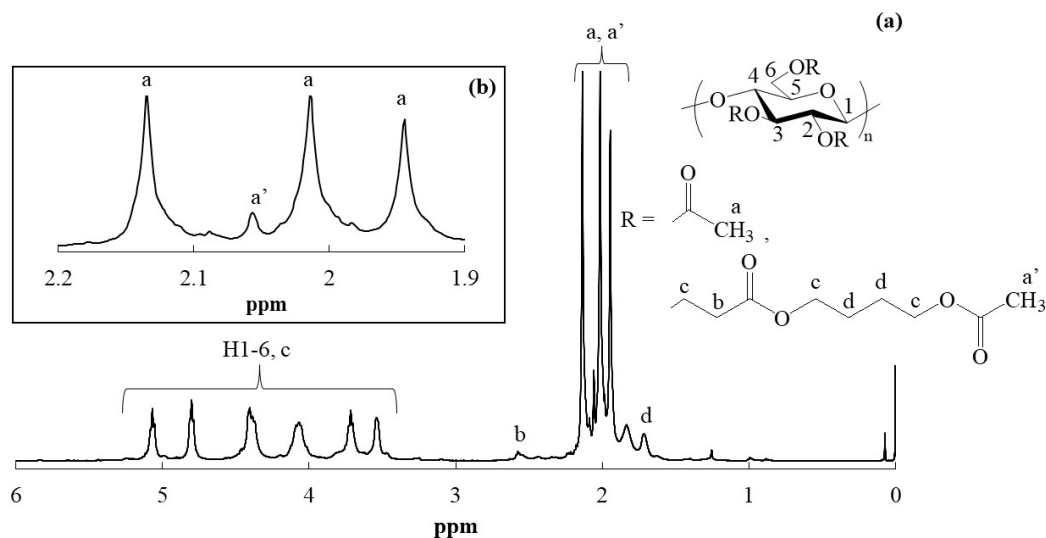 (a)
a, a’
(b)
a
a
a
a’
2.2
2.1
2
1.9
ppm
4
6
OR
5
O
1
O
RO
3
2
OR
n
R =
O
a
CH3 ,
c
b
O
c
d
d
c
a’
O
O
CH3
O
H1-6, c
b
d
6
5
4
3
2
1
0
ppm